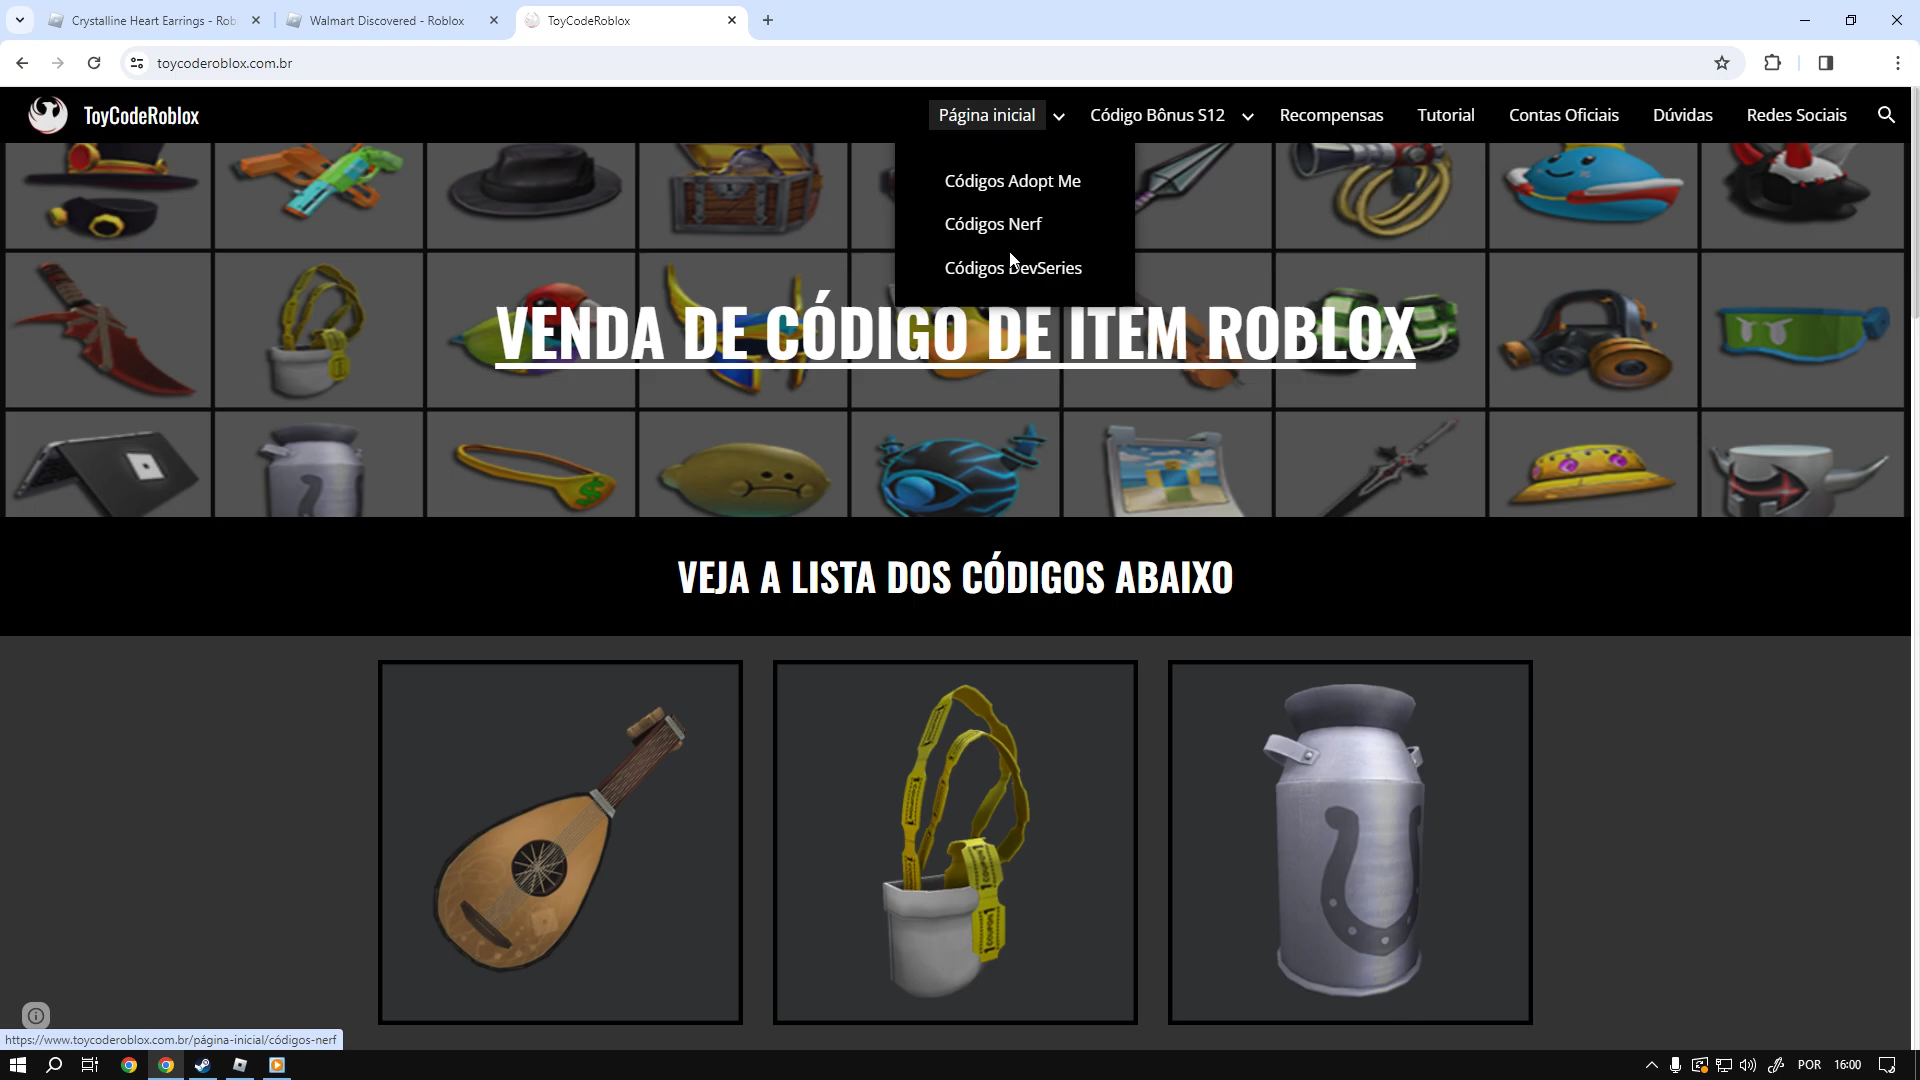 Crystalline Heart Earrings - Rob
Walmart Discovered - Roblox
ToyCodeRoblox
toycoderoblox.com.br
ToyCodeRoblox
Página inicial
Código Bônus S12
Recompensas
Tutorial
Contas Oficiais
Dúvidas
Redes Sociais
Códigos Adopt Me
Códigos Nerf
Códigos DevSeries
VENDA DE CÓDIGO DE ITEM ROBLOX
VEJA A LISTA DOS CÓDIGOS ABAIXO
COUPON
https://www.toycoderoblox.com.br/página-inicial/códigos-nerf
POR
16:00